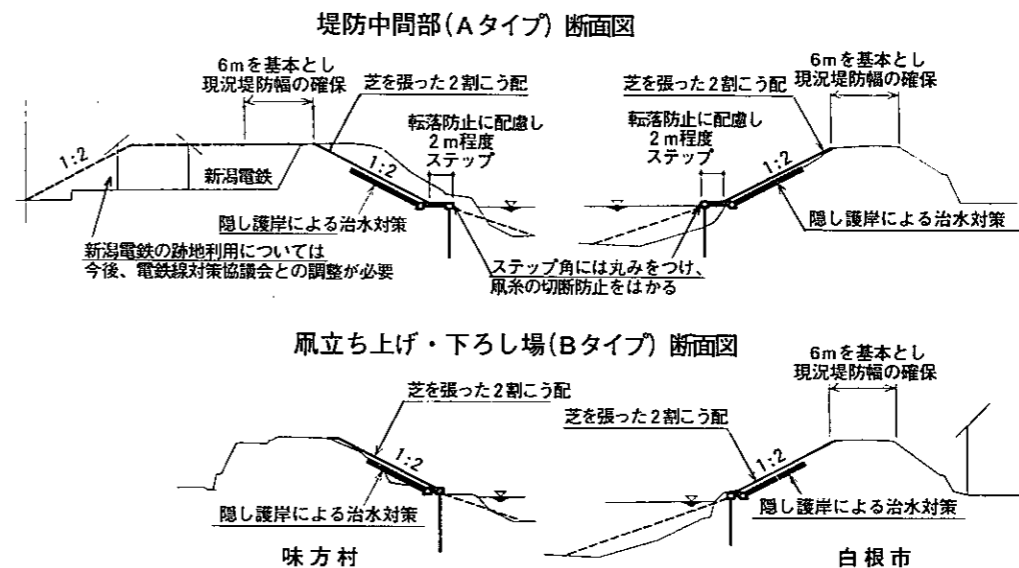 堤防中間部(Aタイプ)断面図
6mを基本とし
現況堤防幅の確保
芝を張った2割こう配
転落防止に配慮し
2m程度
ステップ
1:2
1:2
新潟電鉄
隠し護岸による治水対策
新潟電鉄の跡地利用については
今後、電鉄線対策協議会との調整が必要
6mを基本とし
現況堤防幅の確保
芝を張った2割こう配
転落防止に配慮し
2m程度
ステップ
1:2
隠し護岸による治水対策
ステップ角には丸みをつけ、
凧糸の切断防止をはかる
凧立ち上げ・下ろし場(Bタイプ)断面図
芝を張った2割こう配
1:2
隠し護岸による治水対策
味方村
6mを基本とし
現況堤防幅の確保
芝を張った2割こう配
1:2
隠し護岸による治水対策
白根市